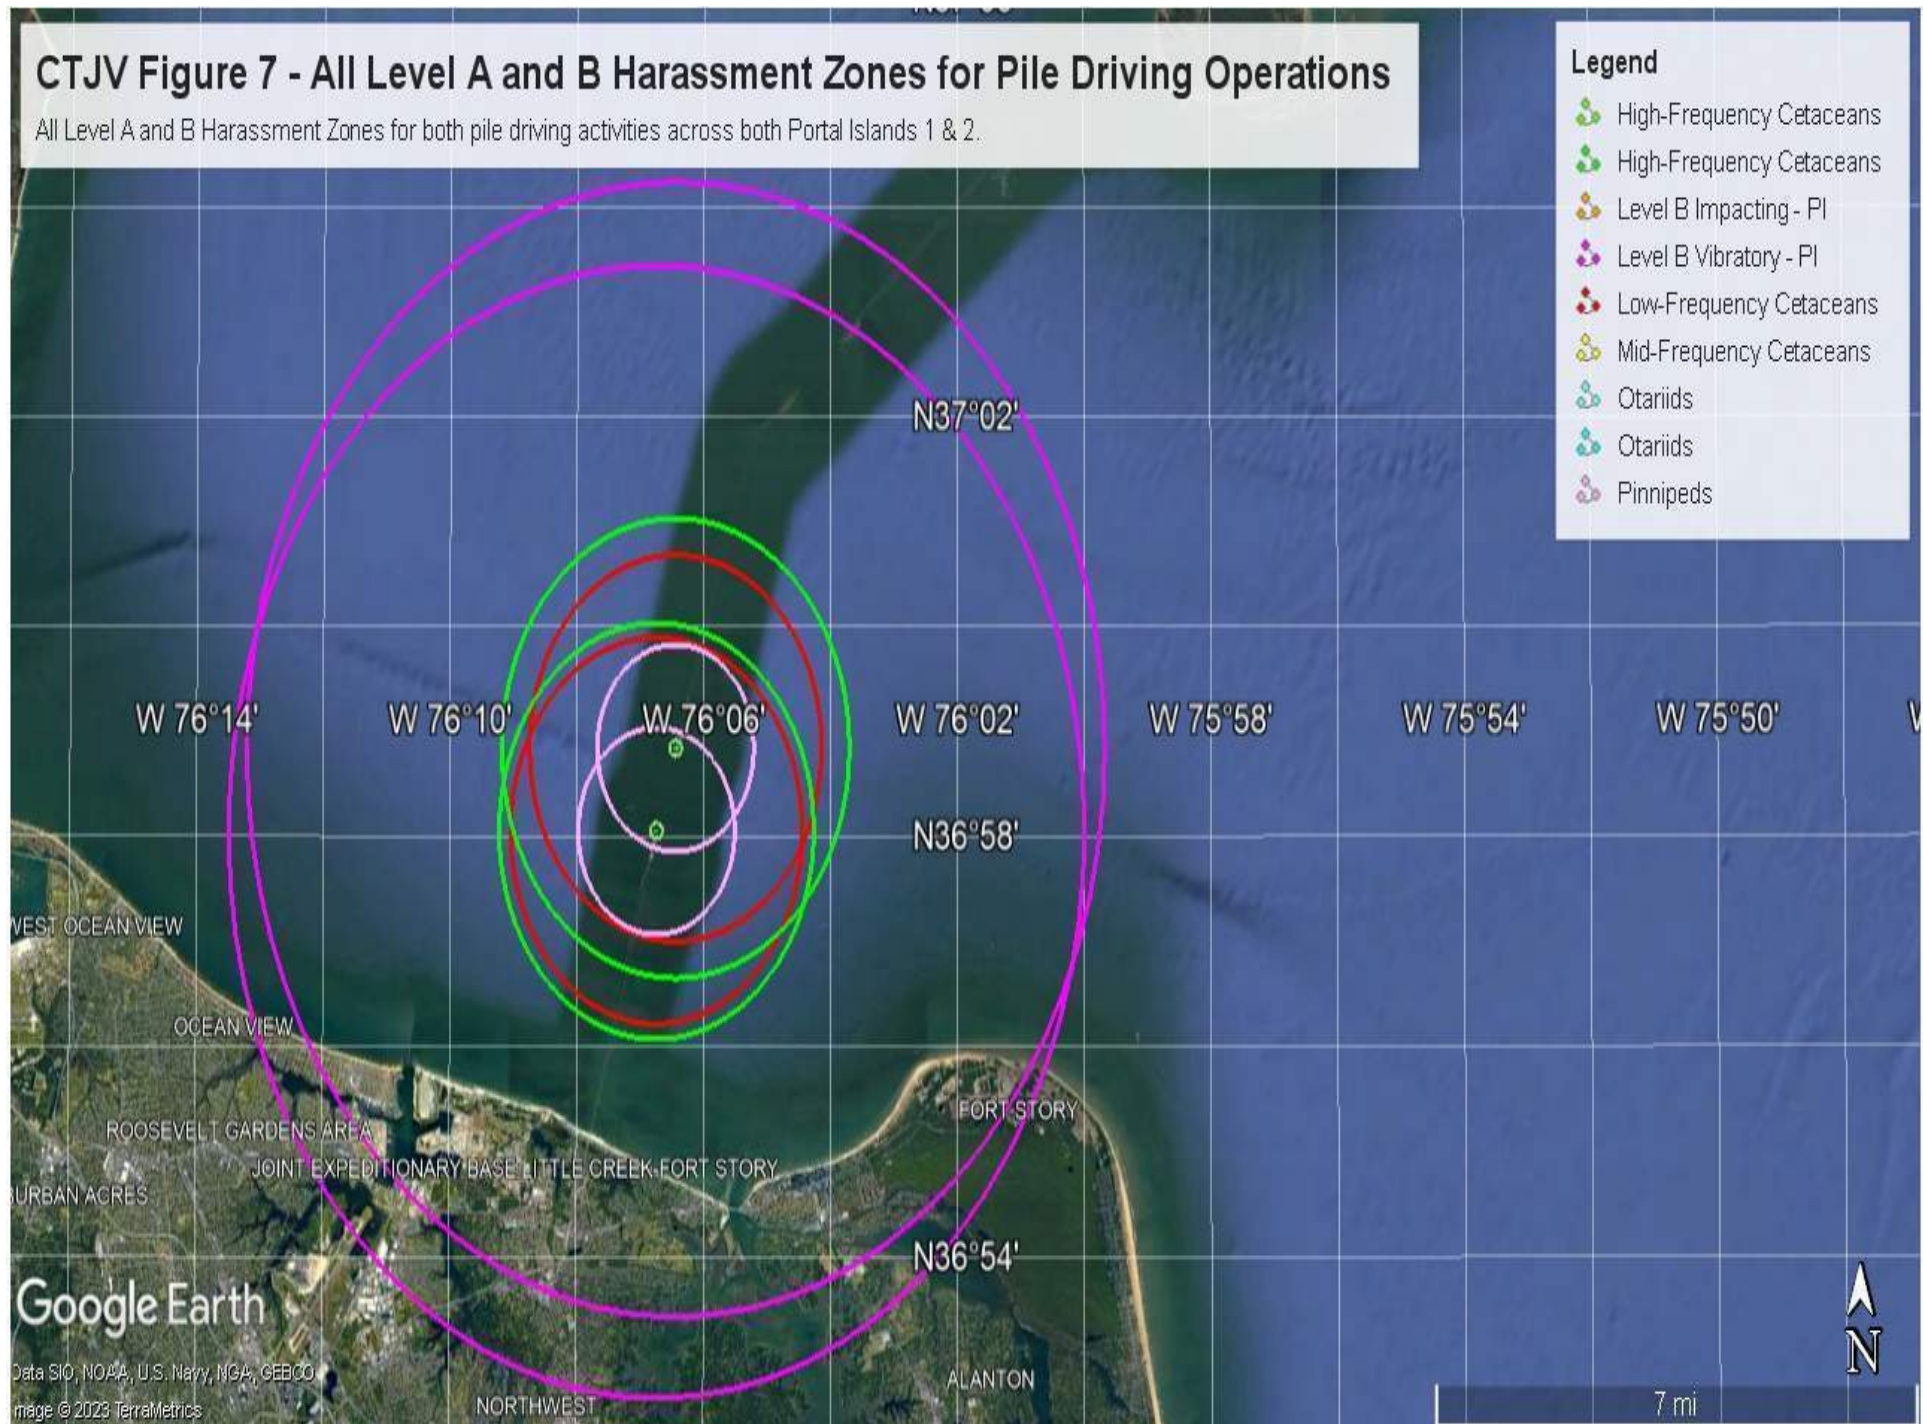 CTJV Figure 7 - All Level A and B Harassment Zones for Pile Driving Operations
All Level A and B Harassment Zones for both pile driving activities across both Portal Islands 1 & 2.
Legend
High-Frequency Cetaceans
High-Frequency Cetaceans
Level B Impacting - PI
Level B Vibratory - PI
Low-Frequency Cetaceans
Mid-Frequency Cetaceans
Otariids
Otariids
Pinnipeds
N37°02'
W 76°14' W 76°10' W 76°06' W 76°02' W 75°58' W 75°54' W 75°50'
N36°58'
WEST OCEAN VIEW
OCEAN VIEW
FORT STORY
ROOSEVELT GARDENS AREA
JOINT EXPEDITIONARY BASE LITTLE CREEK-FORT STORY
URBAN ACRES
N36°54'
Google Earth
N
Data SIO, NOAA, U.S. Navy, NGA, GEBCO
ALANTON
mage © 2023 TerraMetrics
NORTHWEST
7 mi